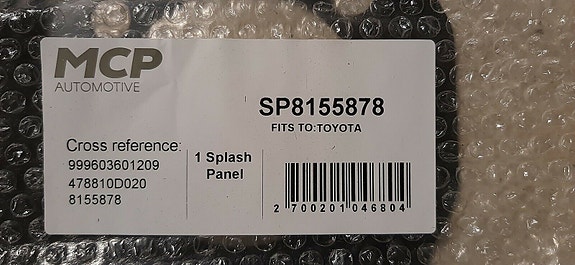 MCP
AUTOMOTIVE
SP8155878
FITS TO:TOYOTA
Cross reference:
999603601209
478810D020
8155878
1 Splash
Panel
2 700201 046804